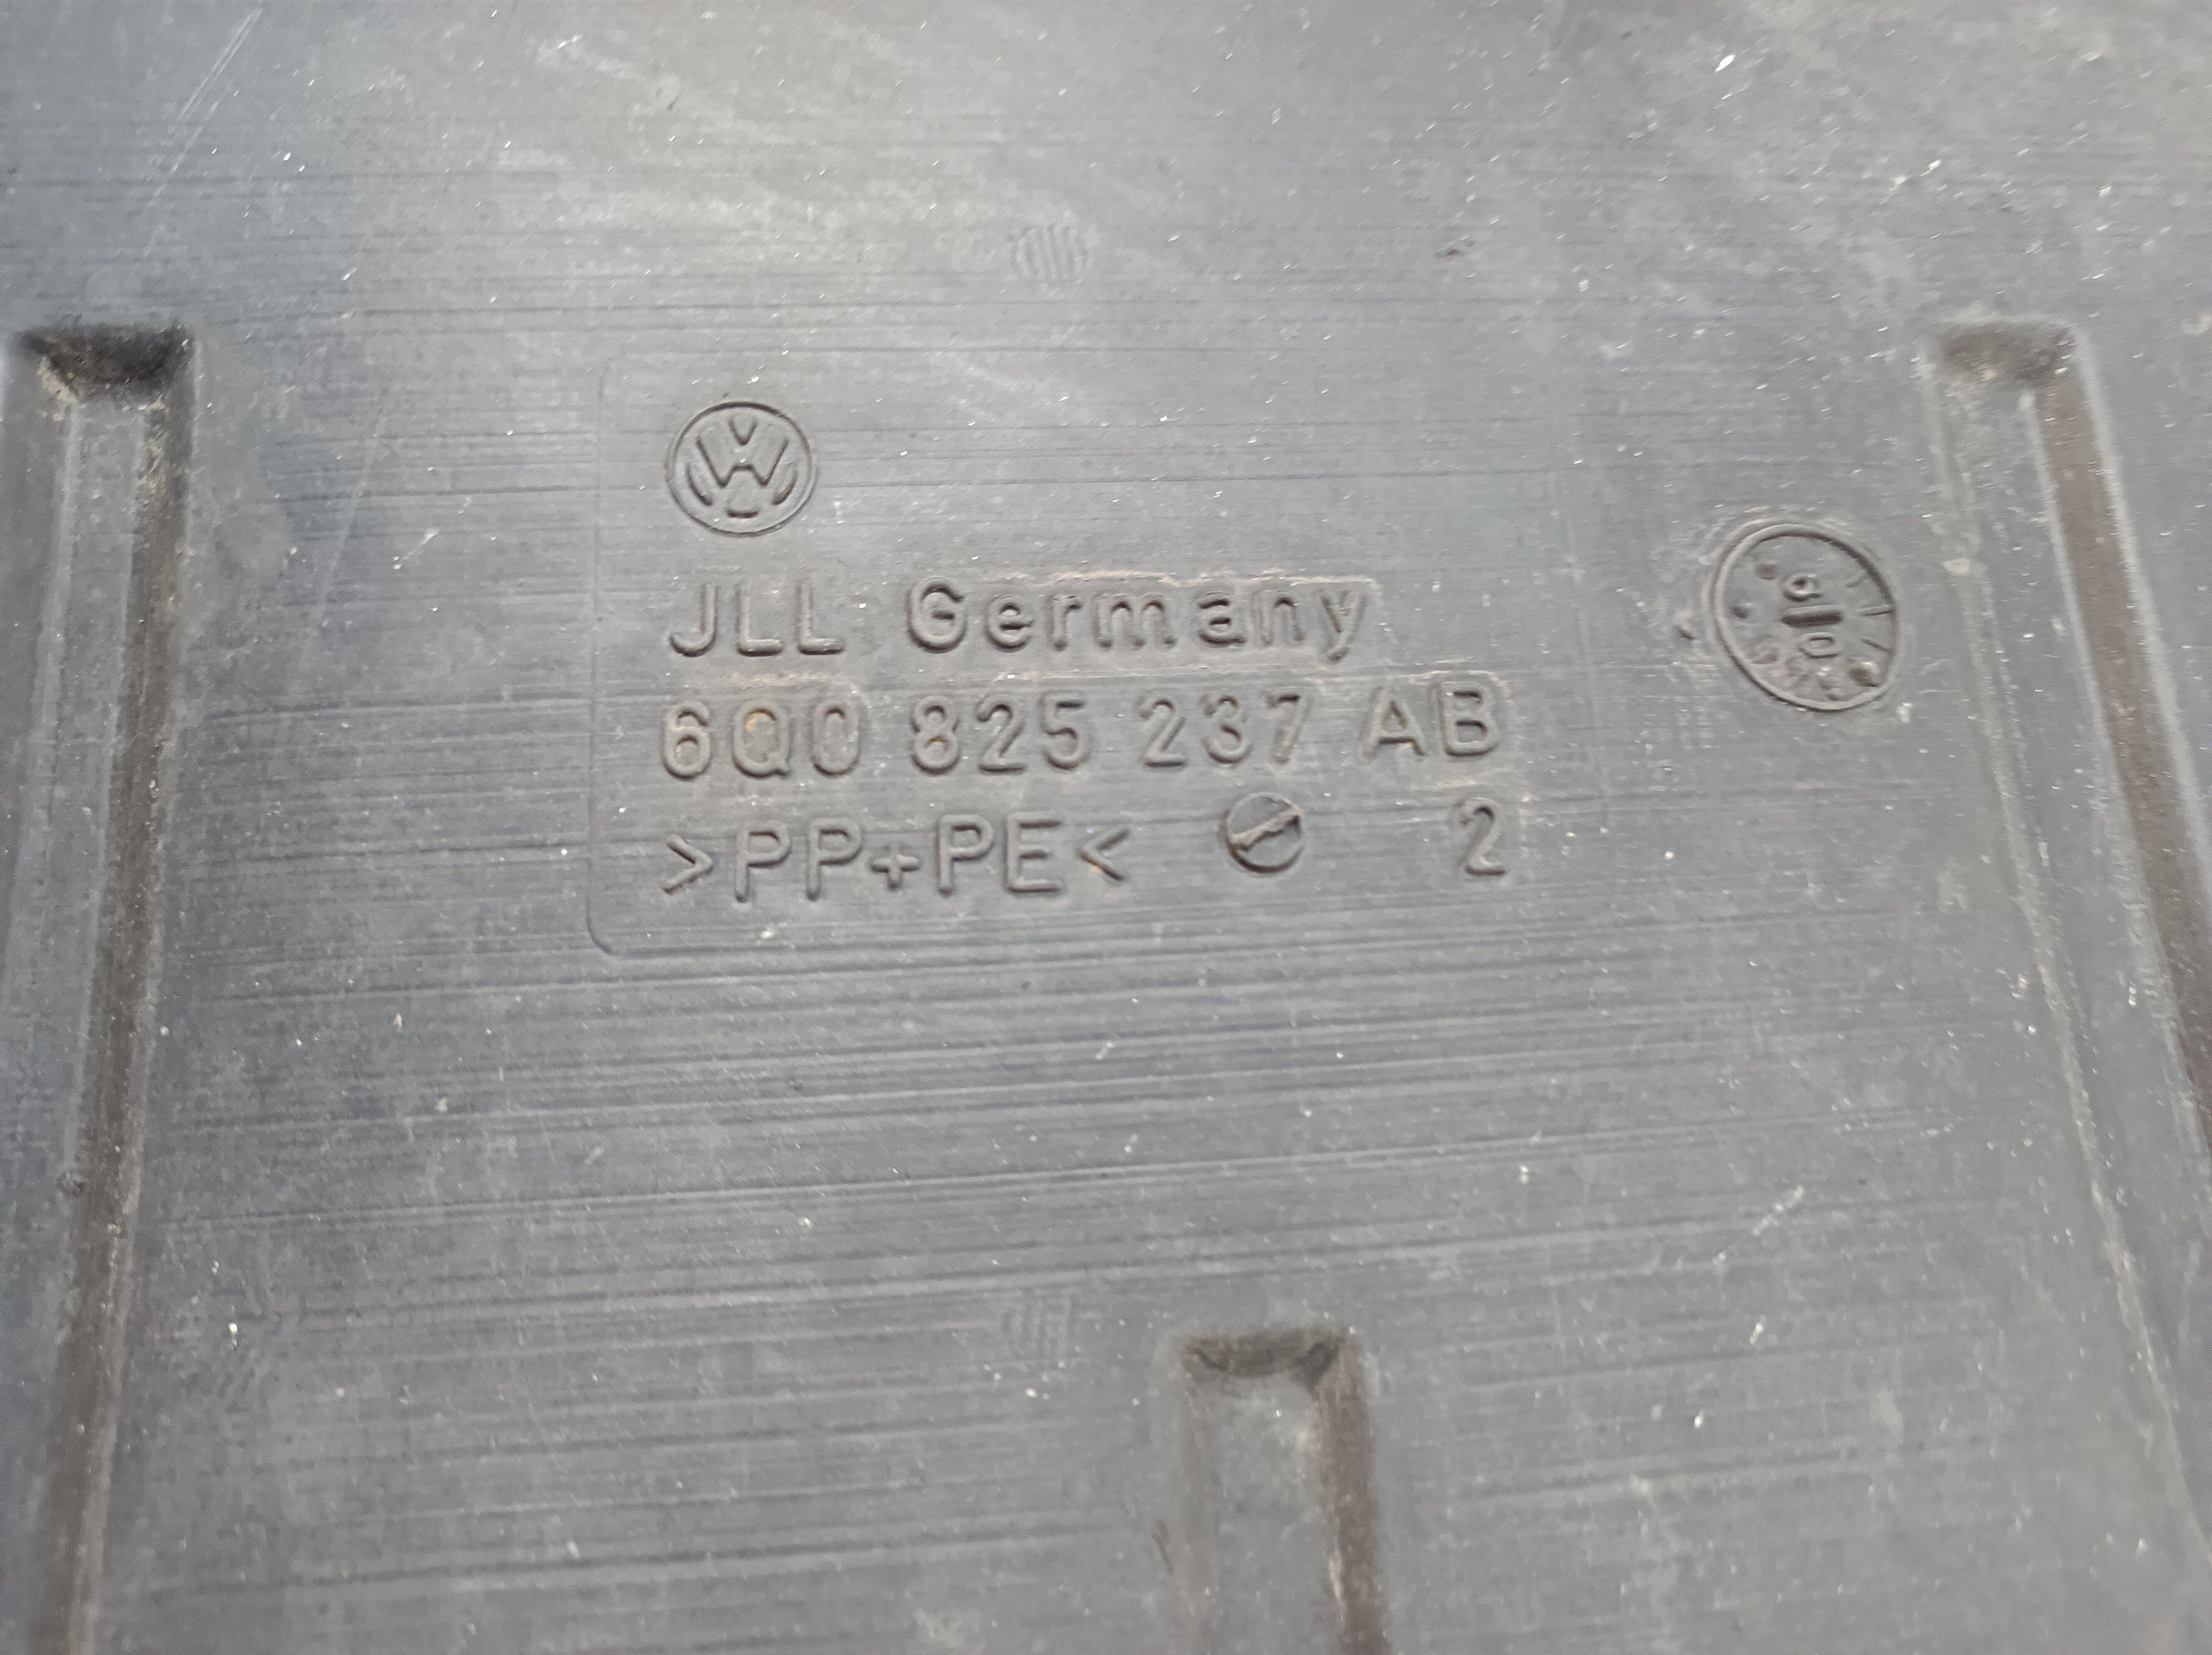 JLL Germany
6Q0 825 237 AB
>PP+PE< 2